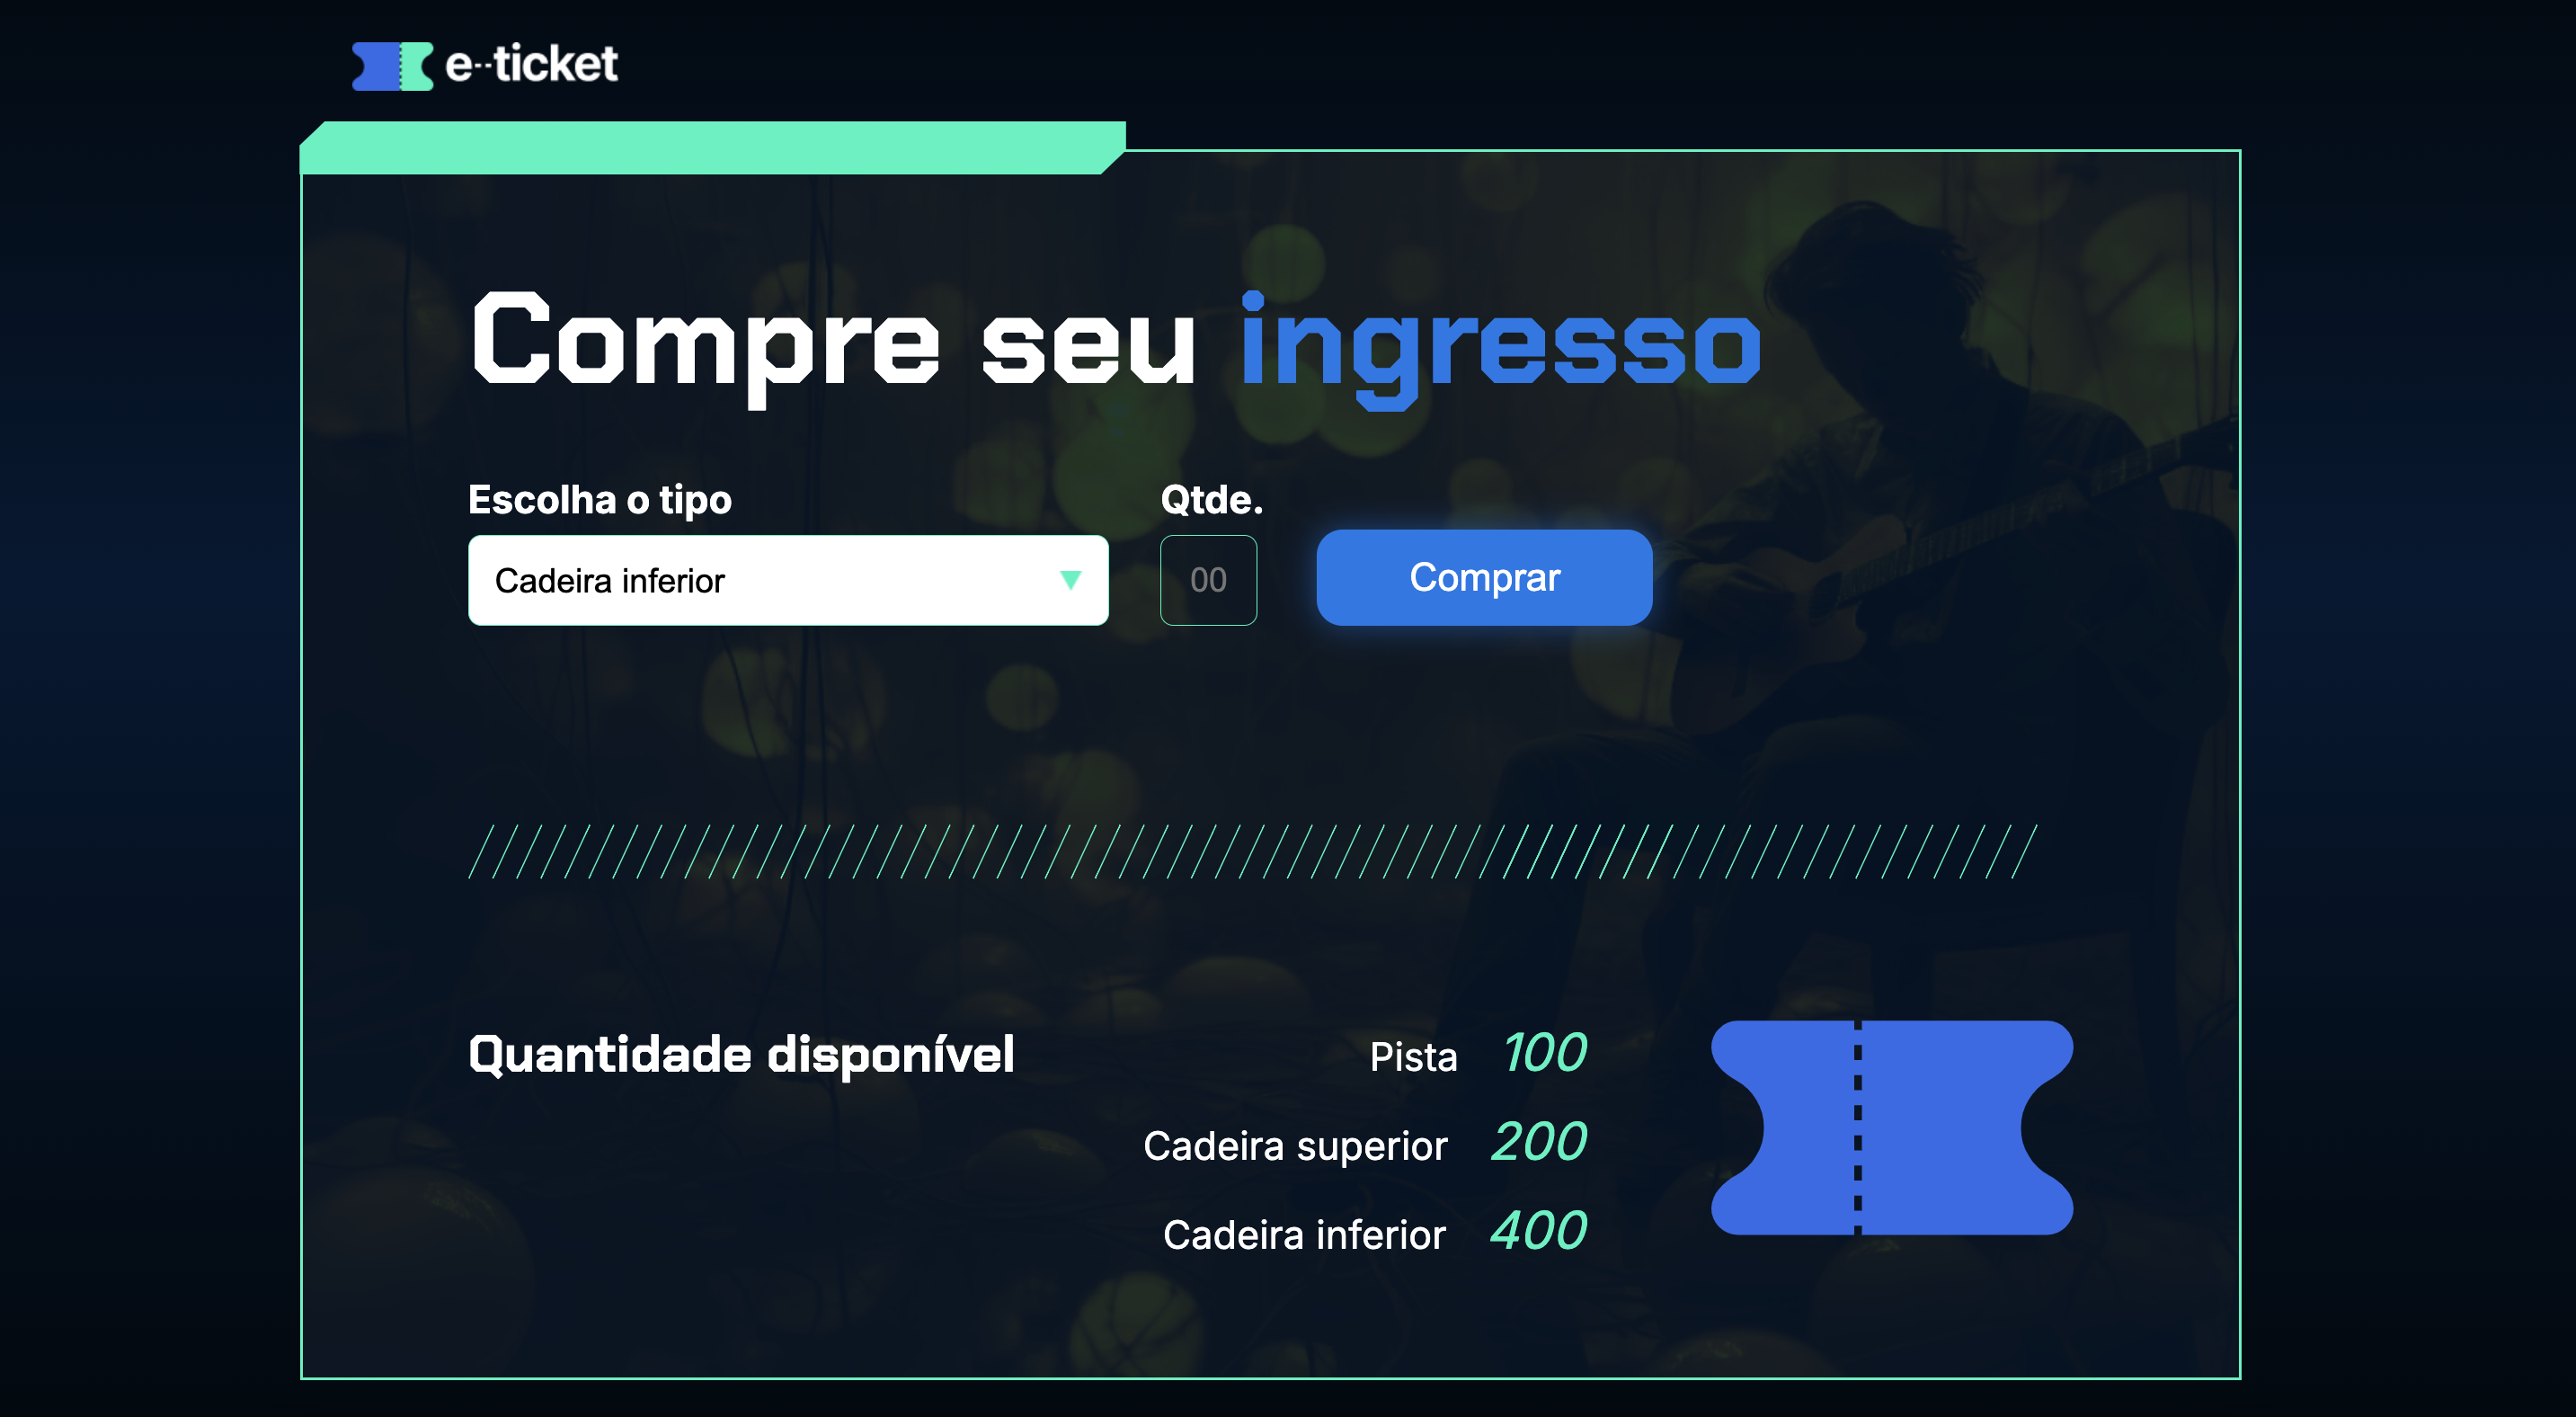 e--ticket
Compre seu ingresso
Escolha o tipo
Qtde.
Cadeira inferior
00
Comprar
Quantidade disponível
Pista 100
Cadeira superior 200
Cadeira inferior 400